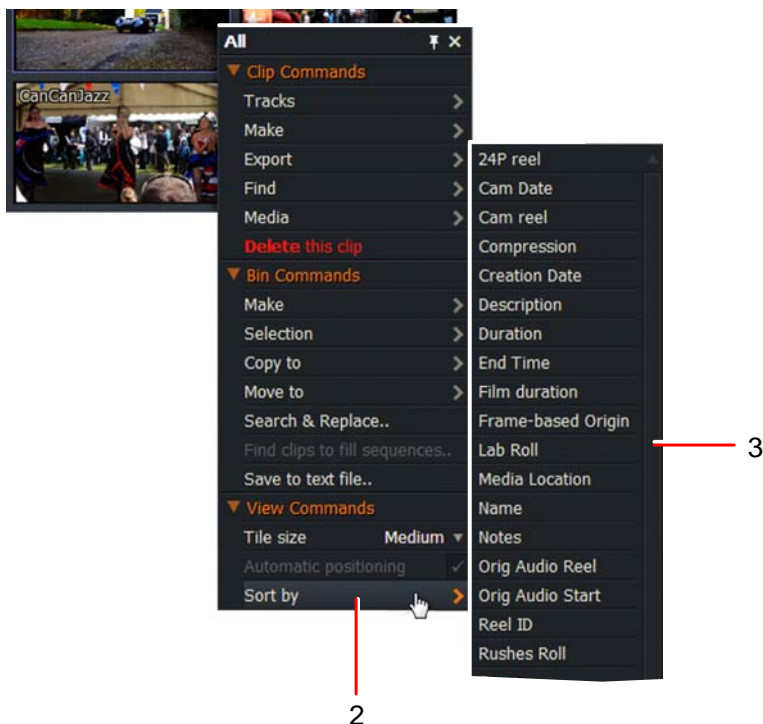 CanCanJazz
All
Clip Commands
Tracks
Make
Export
Find
Media
Delete this clip
Bin Commands
Make
Selection
Copy to
Move to
Search & Replace..
Find clips to fill sequences..
Save to text file..
View Commands
Tile size Medium
Automatic positioning
Sort by
24P reel
Cam Date
Cam reel
Compression
Creation Date
Description
Duration
End Time
Film duration
Frame-based Origin
Lab Roll
Media Location
Name
Notes
Orig Audio Reel
Orig Audio Start
Reel ID
Rushes Roll
3
2